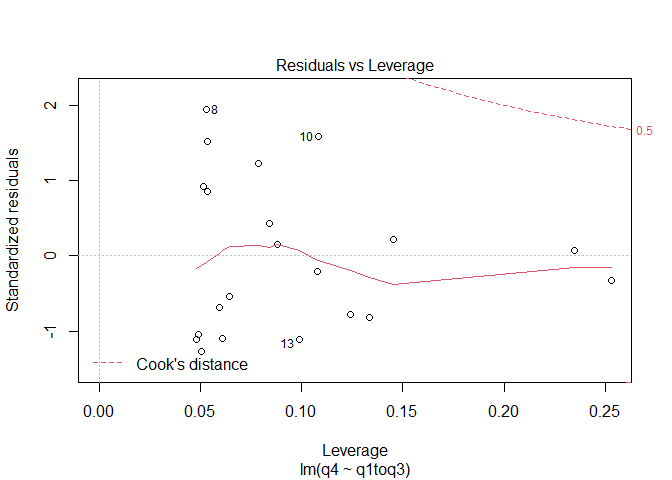 Residuals vs Leverage
Standardized residuals
2
1
0
-1
8
10
13
0.5
Cook's distance
0.00 0.05 0.10 0.15 0.20 0.25
Leverage
lm(q4 ~ q1toq3)